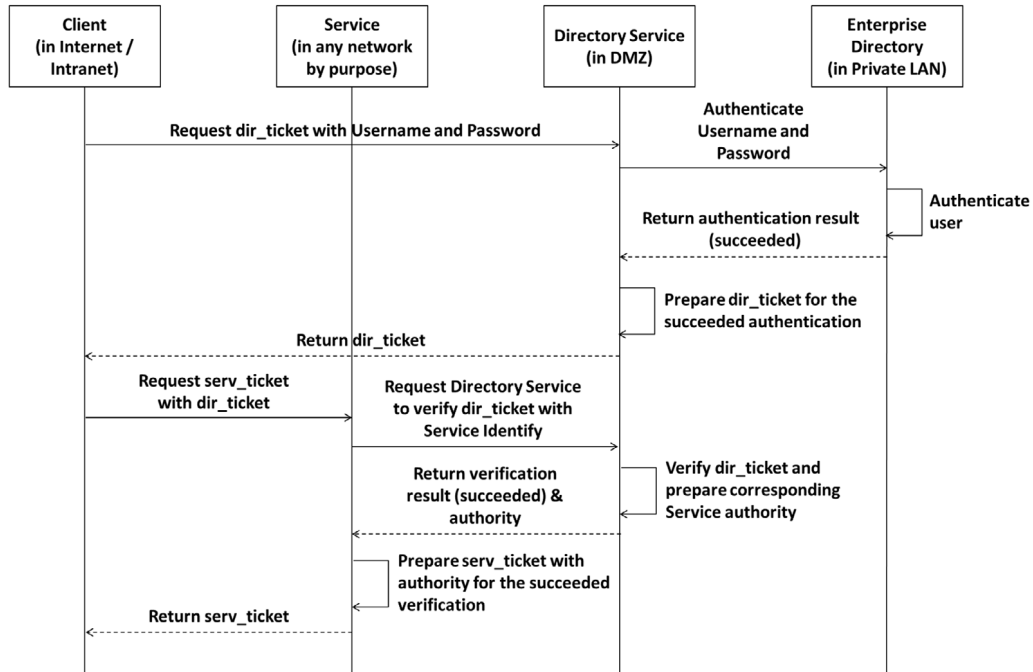 Client
(in Internet /
Intranet)
Service
(in any network
by purpose)
Directory Service
(in DMZ)
Enterprise
Directory
(in Private LAN)
Request dir_ticket with Username and Password
Authenticate
Username and
Password
Authenticate
user
Return authentication result
(succeeded)
Prepare dir_ticket for the
succeeded authentication
Return dir_ticket
Request serv_ticket
with dir_ticket
Request Directory Service
to verify dir_ticket with
Service Identify
Verify dir_ticket and
prepare corresponding
Service authority
Return verification
result (succeeded) &
authority
Prepare serv_ticket with
authority for the succeeded
verification
Return serv_ticket